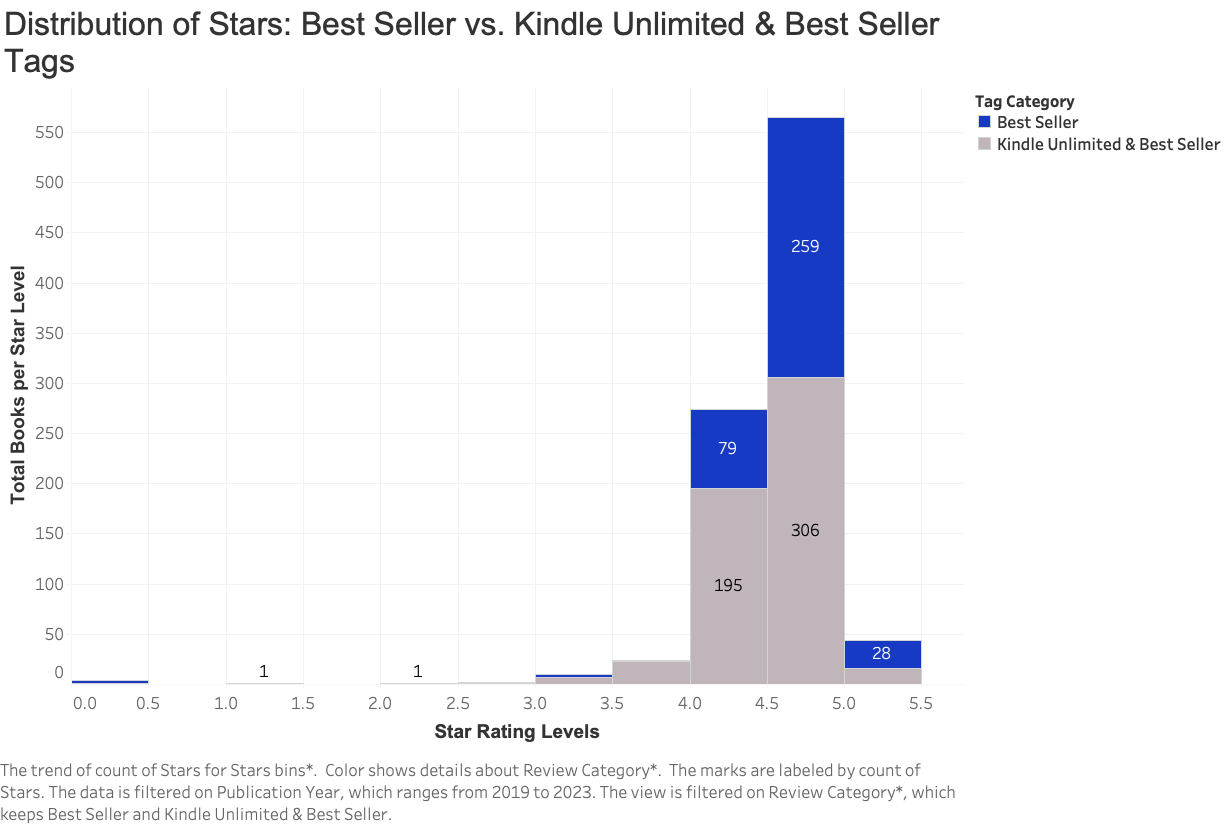 Distribution of Stars: Best Seller vs. Kindle Unlimited & Best Seller
Tags
Tag Category
Best Seller
Kindle Unlimited & Best Seller
Total Books per Star Level
550
500
450
400
350
300
250
200
150
100
50
0
259
79
306
195
28
1
1
0.0 0.5 1.0 1.5 2.0 2.5 3.0 3.5 4.0 4.5 5.0 5.5
Star Rating Levels
The trend of count of Stars for Stars bins*. Color shows details about Review Category*. The marks are labeled by count of
Stars. The data is filtered on Publication Year, which ranges from 2019 to 2023. The view is filtered on Review Category*, which
keeps Best Seller and Kindle Unlimited & Best Seller.